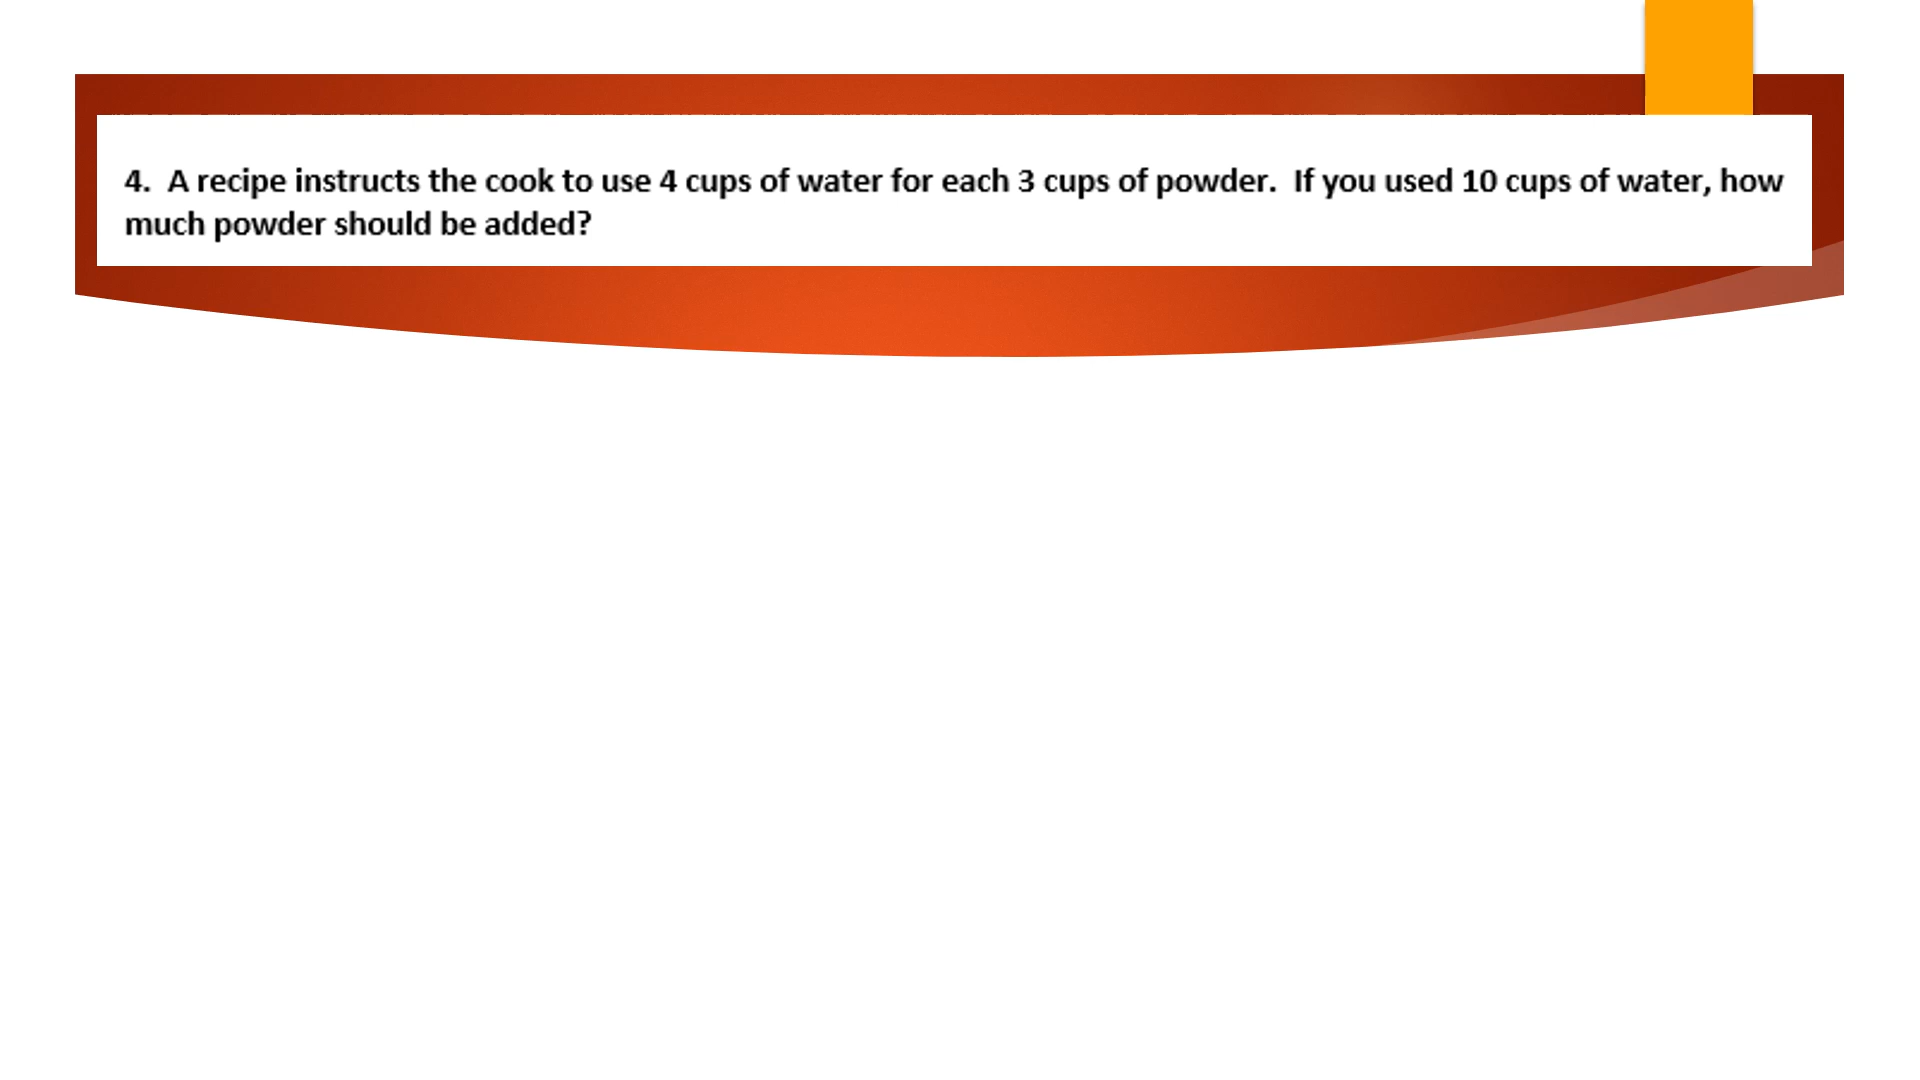 4.  A recipe instructs the cook to use 4 cups of water for each 3 cups of powder.  If you used 10 cups of water, how
much powder should be added?